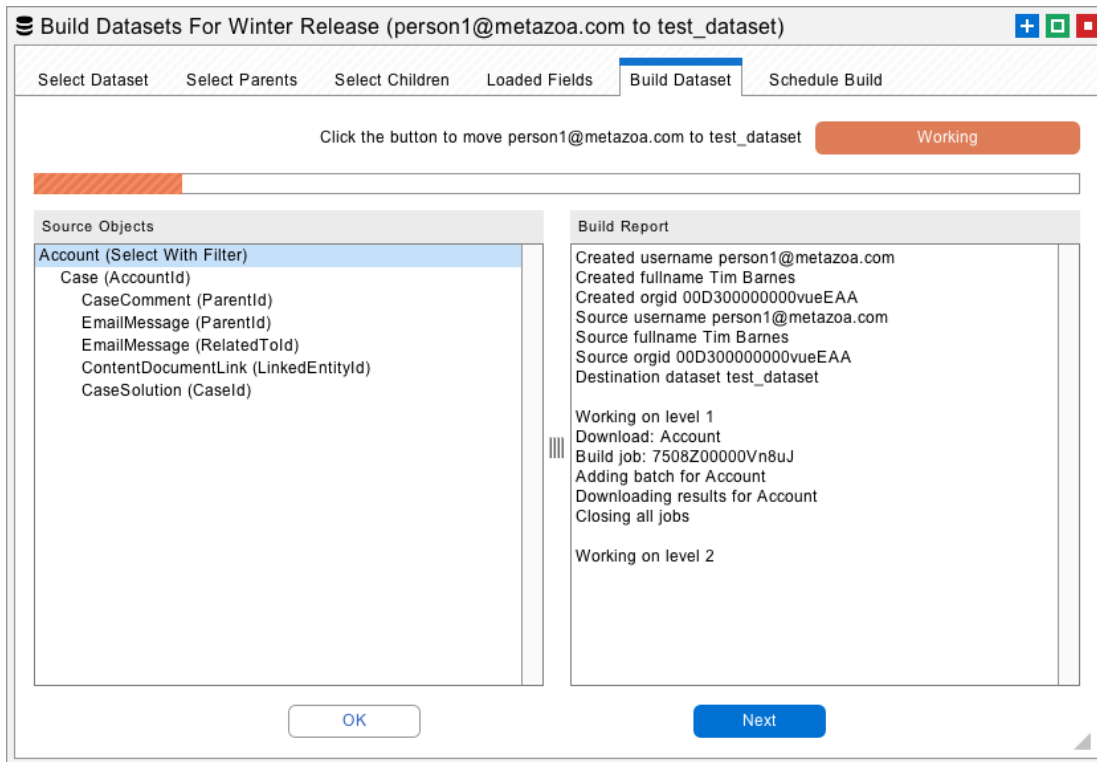 Build Datasets For Winter Release (person1@metazoa.com to test_dataset)
Select Dataset Select Parents Select Children Loaded Fields Build Dataset Schedule Build
Click the button to move person1@metazoa.com to test_dataset Working
Source Objects
Account (Select With Filter)
Case (AccountId)
CaseComment (ParentId)
EmailMessage (ParentId)
EmailMessage (RelatedToId)
ContentDocumentLink (LinkedEntityId)
CaseSolution (CaseId)
Build Report
Created username person1@metazoa.com
Created fullname Tim Barnes
Created orgid 00D300000000vueEAA
Source username person1@metazoa.com
Source fullname Tim Barnes
Source orgid 00D300000000vueEAA
Destination dataset test_dataset
Working on level 1
Download: Account
Build job: 7508Z00000Vn8uJ
Adding batch for Account
Downloading results for Account
Closing all jobs
Working on level 2
OK Next